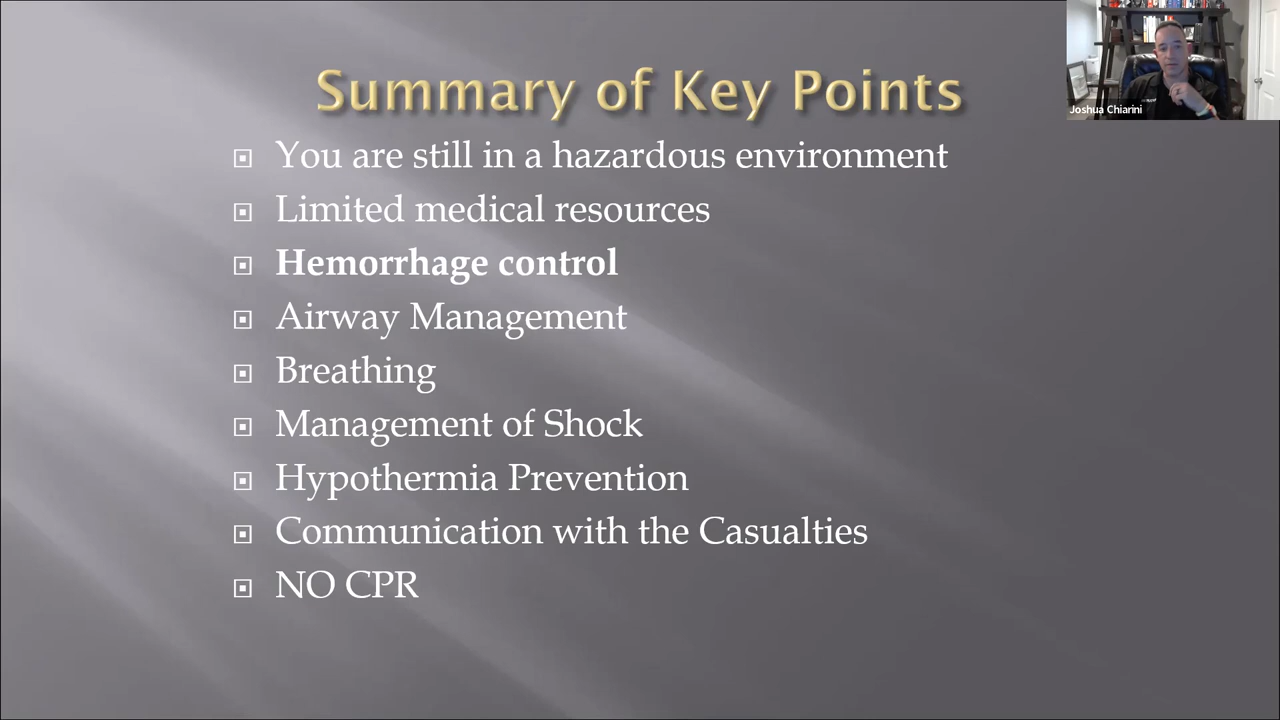 Summary of Key Points
Joshua Chiarini
You are still in a hazardous environment
Limited medical resources
Hemorrhage control
Airway Management
Breathing
Management of Shock
Hypothermia Prevention
Communication with the Casualties
NO CPR